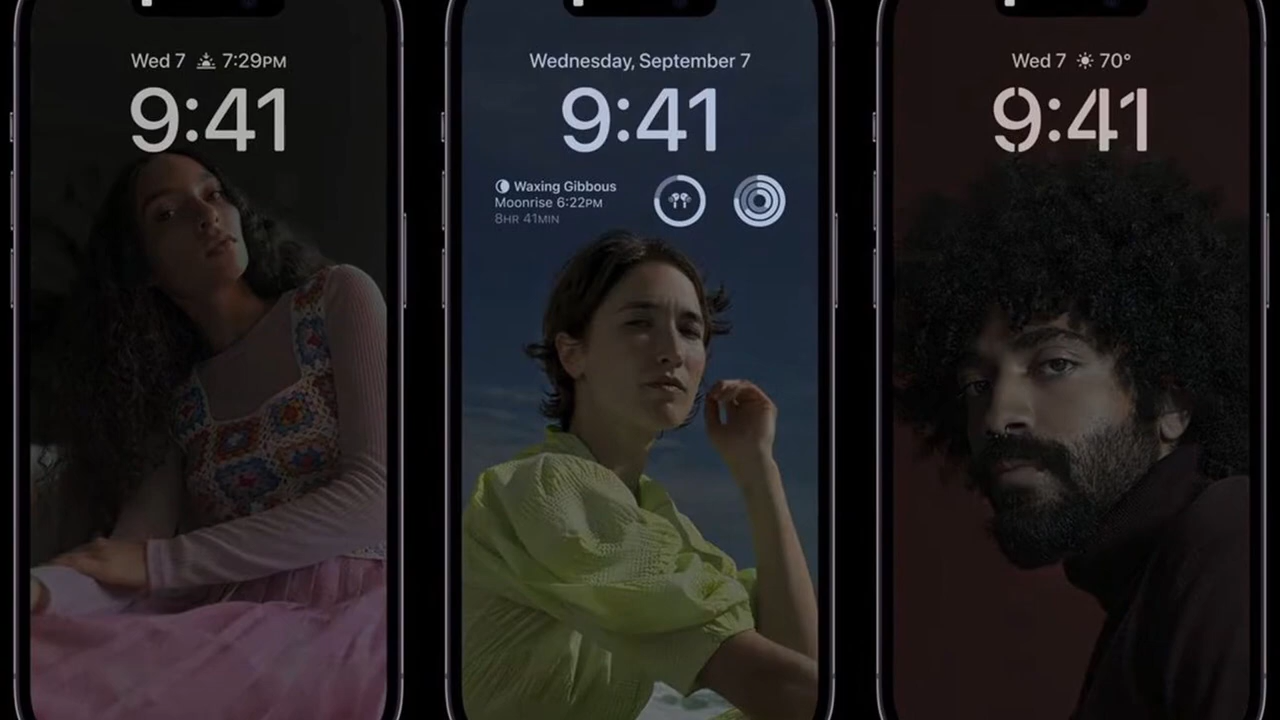 Wed 7 7:29PM
9:41
Wednesday, September 7
9:41
Waxing Gibbous
Moonrise 6:22PM
8HR 41MIN
Wed 7 70°
9:41